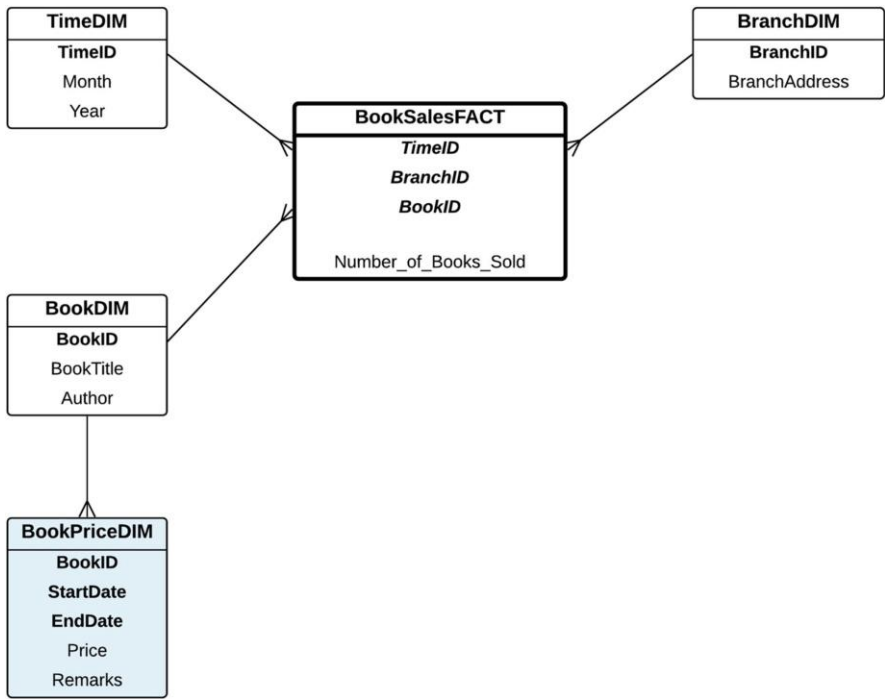 TimeDIM
TimeID
Month
Year
BranchDIM
BranchID
BranchAddress
BookSalesFACT
TimeID
BranchID
BookID
Number_of_Books_Sold
BookDIM
BookID
BookTitle
Author
BookPriceDIM
BookID
StartDate
EndDate
Price
Remarks